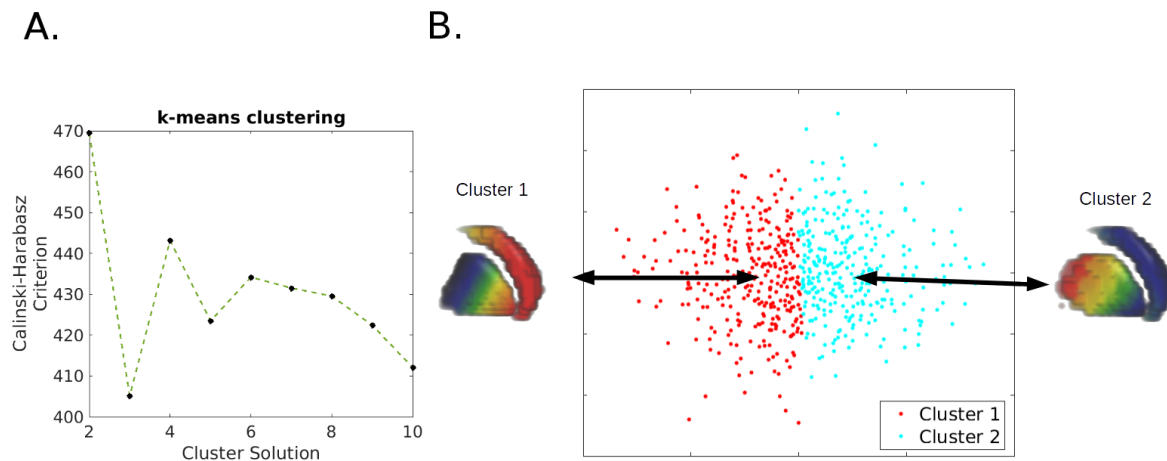 A.
B.
k-means clustering
Calinski-Harabasz
Criterion
470
460
450
440
430
420
410
400
2
4
6
8
10
Cluster Solution
Cluster 1
Cluster 2
Cluster 1
Cluster 2